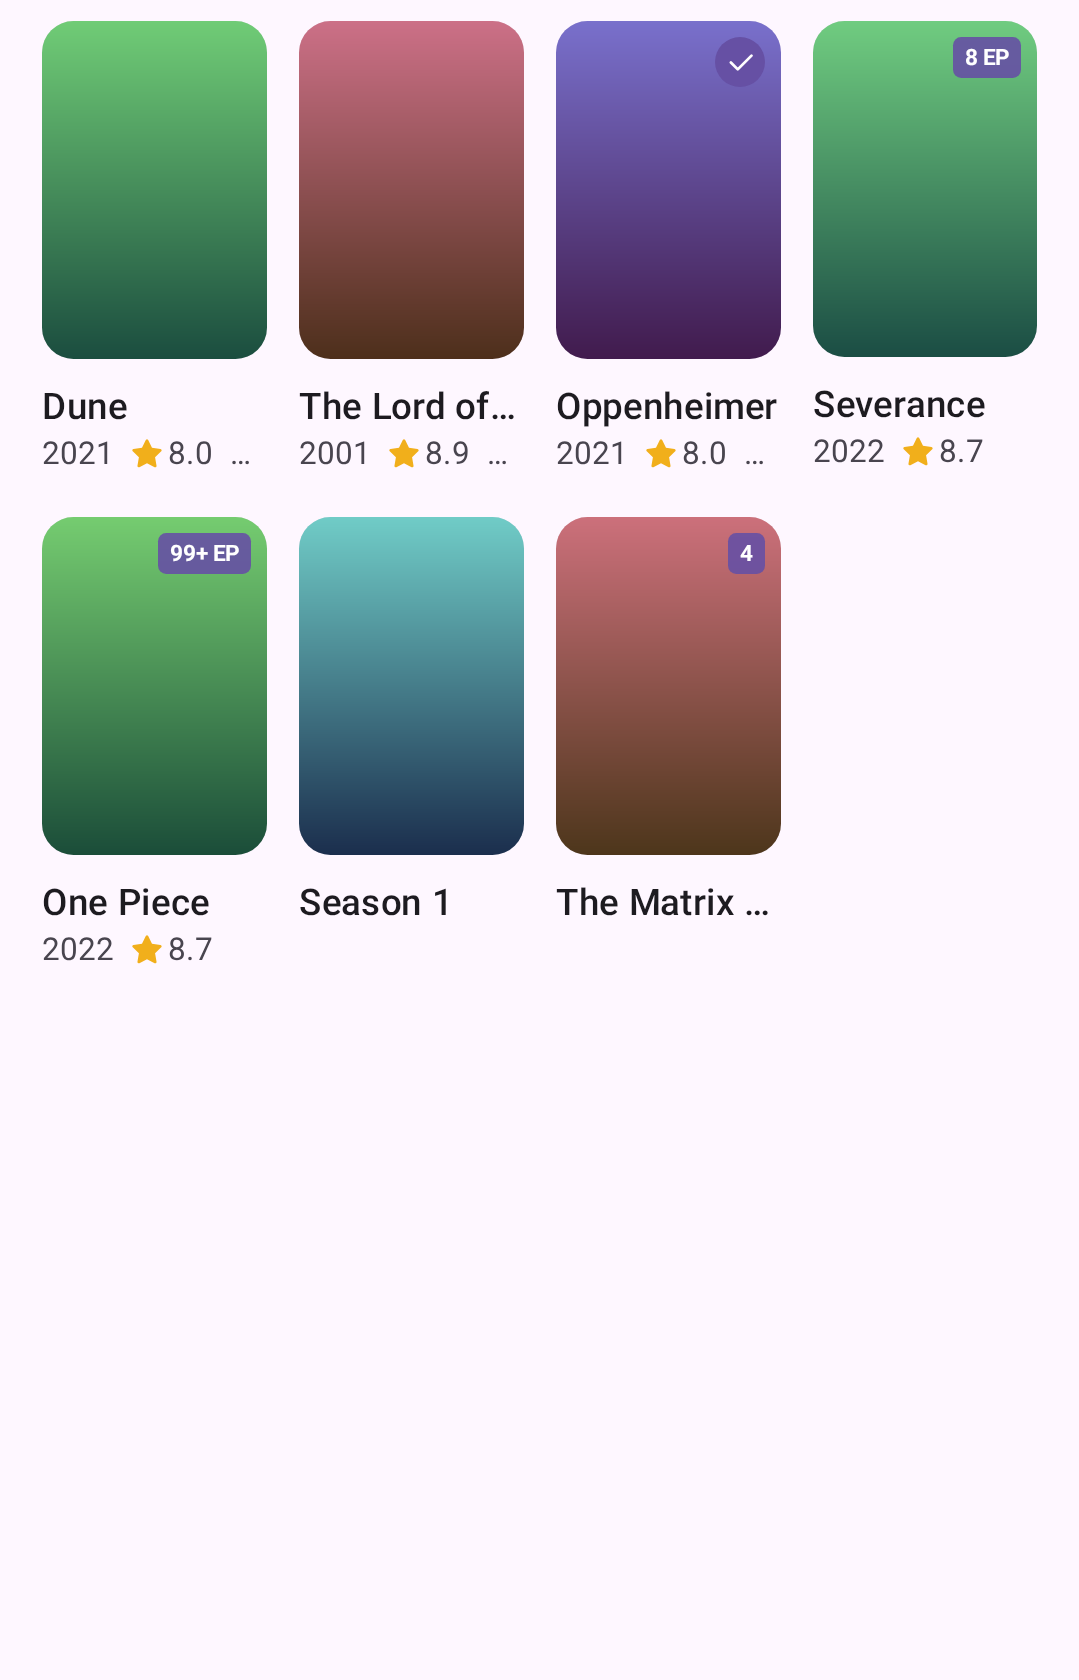 8 EP
Dune
The Lord of…
Oppenheimer
Severance
2021 ★ 8.0 …
2001 ★ 8.9 …
2021 ★ 8.0 …
2022 ★ 8.7
99+ EP
4
One Piece
Season 1
The Matrix …
2022 ★ 8.7